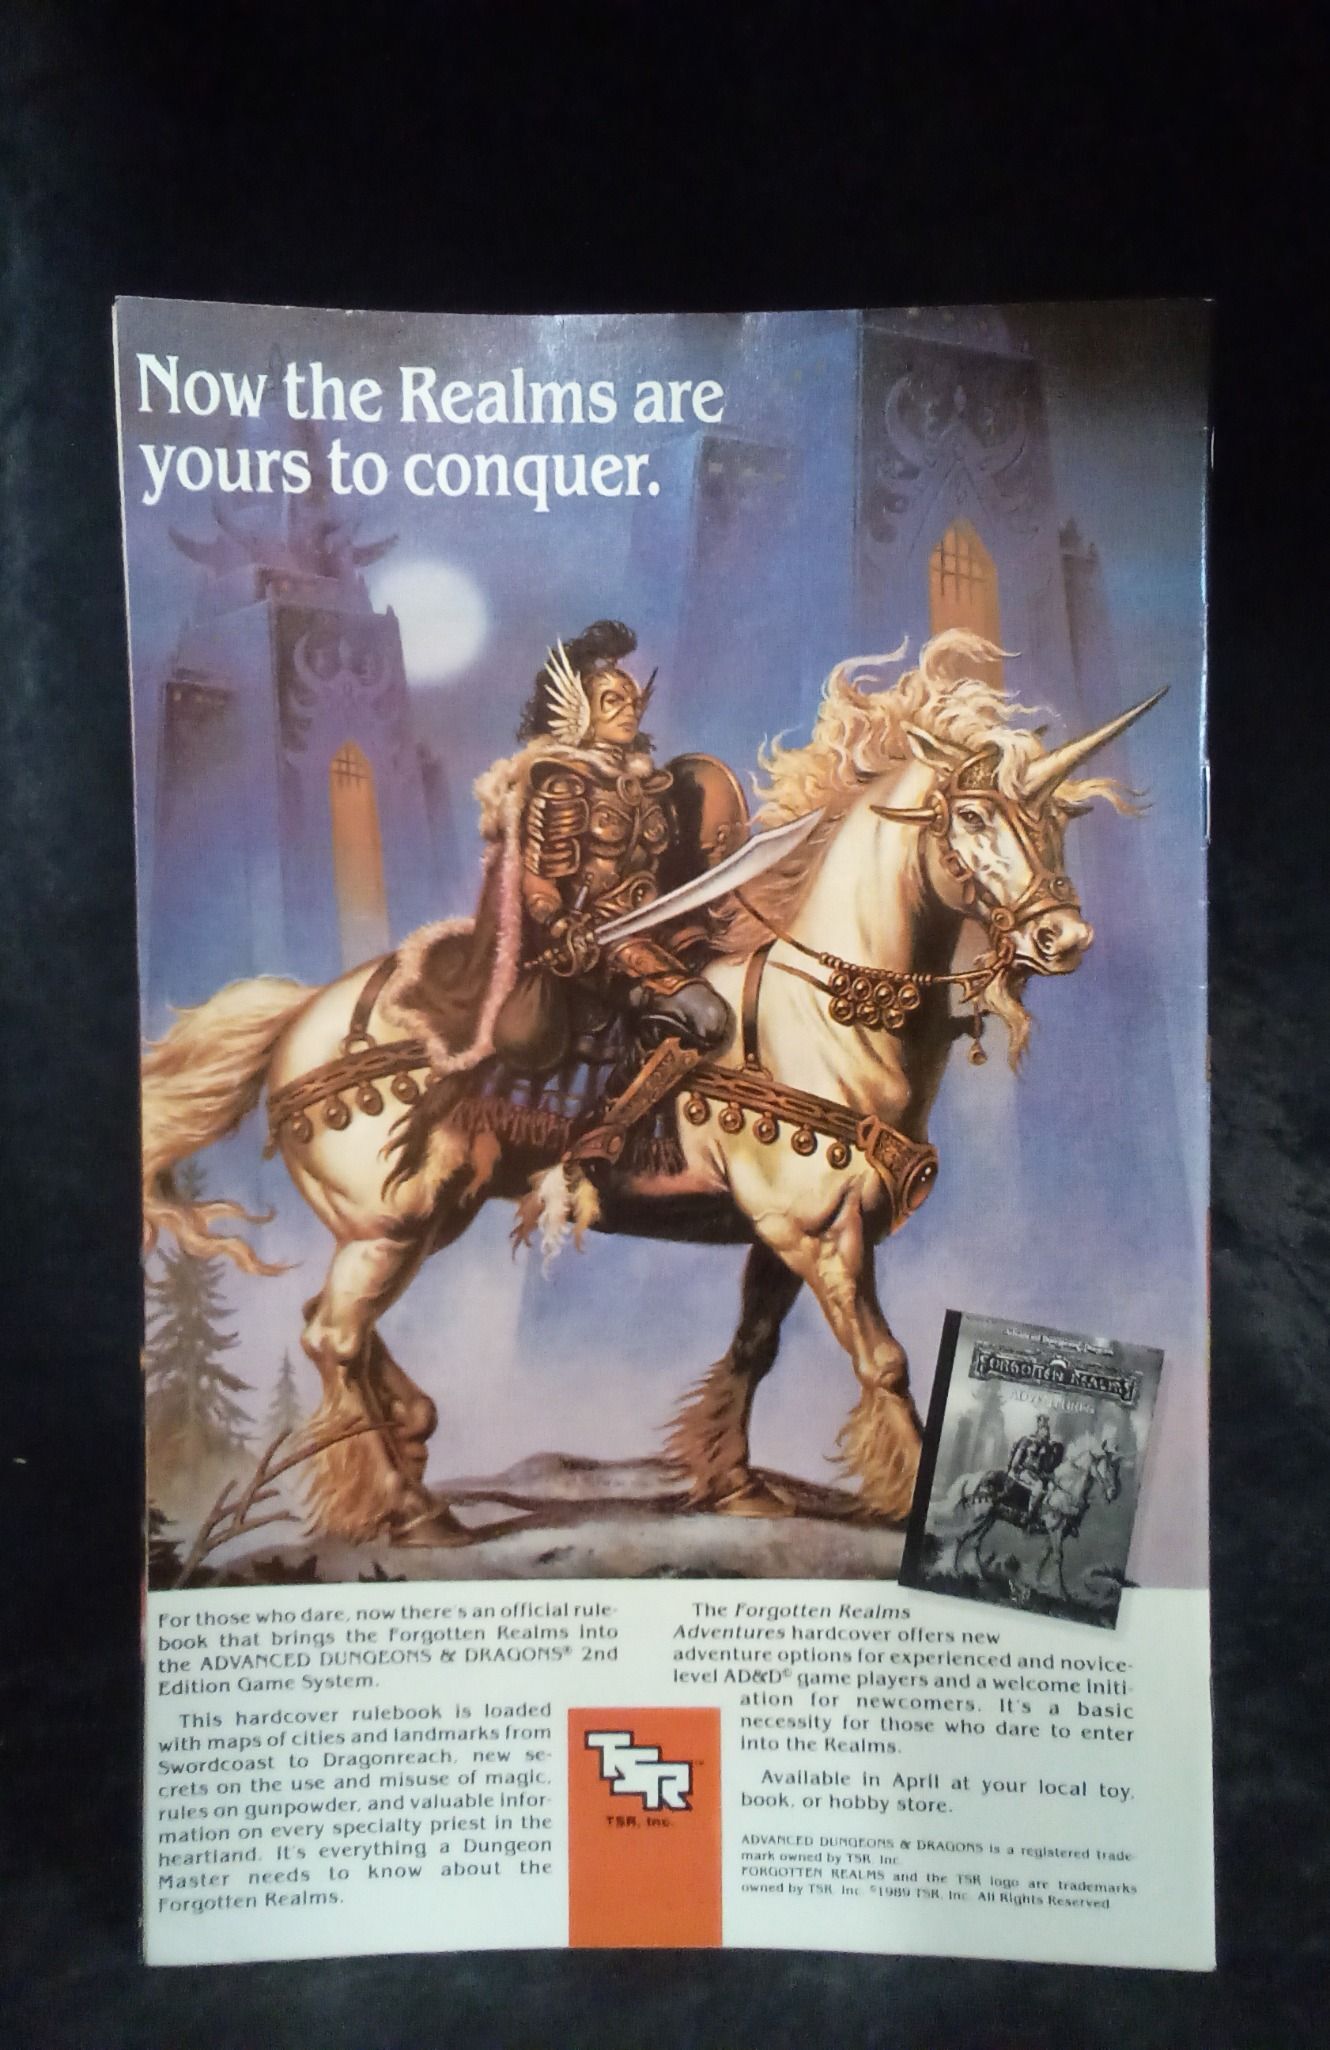 Now the Realms are
yours to conquer.
FORGOTTEN REALMS
ADVENTURES
For those who dare, now there's an official rule-
book that brings the Forgotten Realms into
the ADVANCED DUNGEONS & DRAGONS® 2nd
Edition Game System.
This hardcover rulebook is loaded
with maps of cities and landmarks from
Swordcoast to Dragonreach, new se-
crets on the use and misuse of magic,
rules on gunpowder, and valuable infor-
mation on every specialty priest in the
heartland. It's everything a Dungeon
Master needs to know about the
Forgotten Realms.
TSR™
TSR, Inc.
The Forgotten Realms
Adventures hardcover offers new
adventure options for experienced and novice-
level AD&D® game players and a welcome initi-
ation for newcomers. It's a basic
necessity for those who dare to enter
into the Realms.
Available in April at your local toy,
book, or hobby store.
ADVANCED DUNGEONS & DRAGONS is a registered trade-
mark owned by TSR, Inc.
FORGOTTEN REALMS and the TSR logo are trademarks
owned by TSR, Inc. ©1989 TSR, Inc. All Rights Reserved